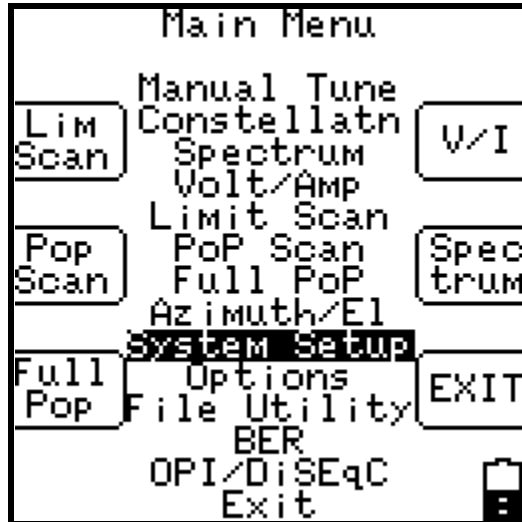 Main Menu
Manual Tune
Constellatn
Spectrum
Volt/Amp
Limit Scan
PoP Scan
Full PoP
Azimuth/El
System Setup
Options
File Utility
BER
OPI/DiSEqC
Exit
Lim
Scan
Pop
Scan
Full
Pop
V/I
Spec
trum
EXIT